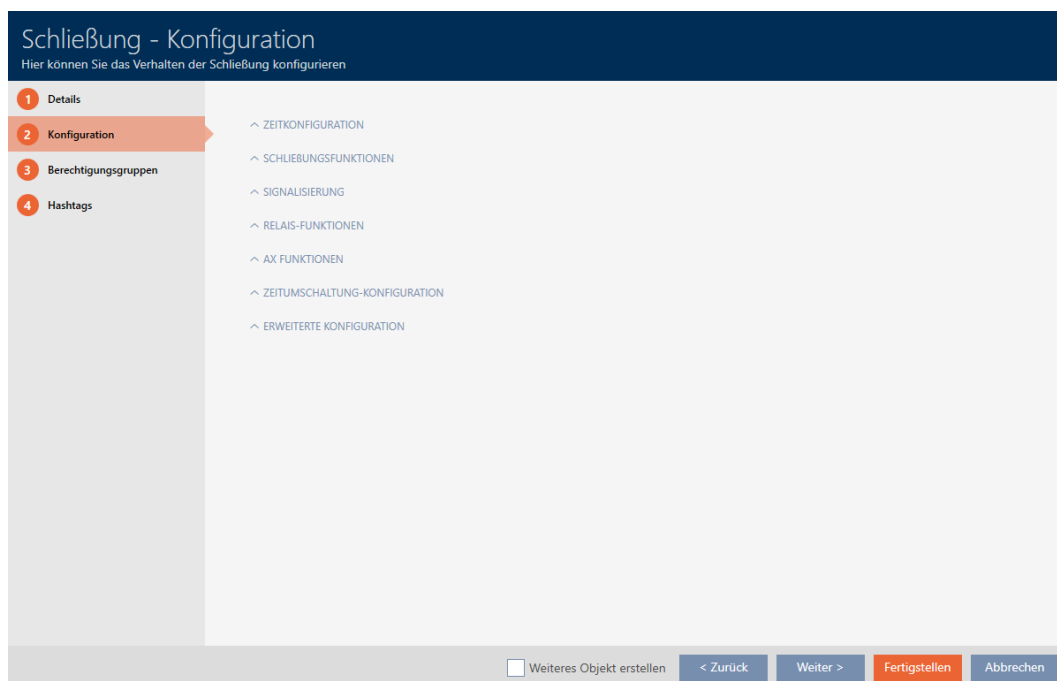 Schließung - Konfiguration
Hier können Sie das Verhalten der Schließung konfigurieren
1 Details
2 Konfiguration
3 Berechtigungsgruppen
4 Hashtags
ZEITKONFIGURATION
SCHLIEßUNGSFUNKTIONEN
SIGNALISIERUNG
RELAIS-FUNKTIONEN
AX FUNKTIONEN
ZEITUMSCHALTUNG-KONFIGURATION
ERWEITERTE KONFIGURATION
Weiteres Objekt erstellen
< Zurück
Weiter >
Fertigstellen
Abbrechen